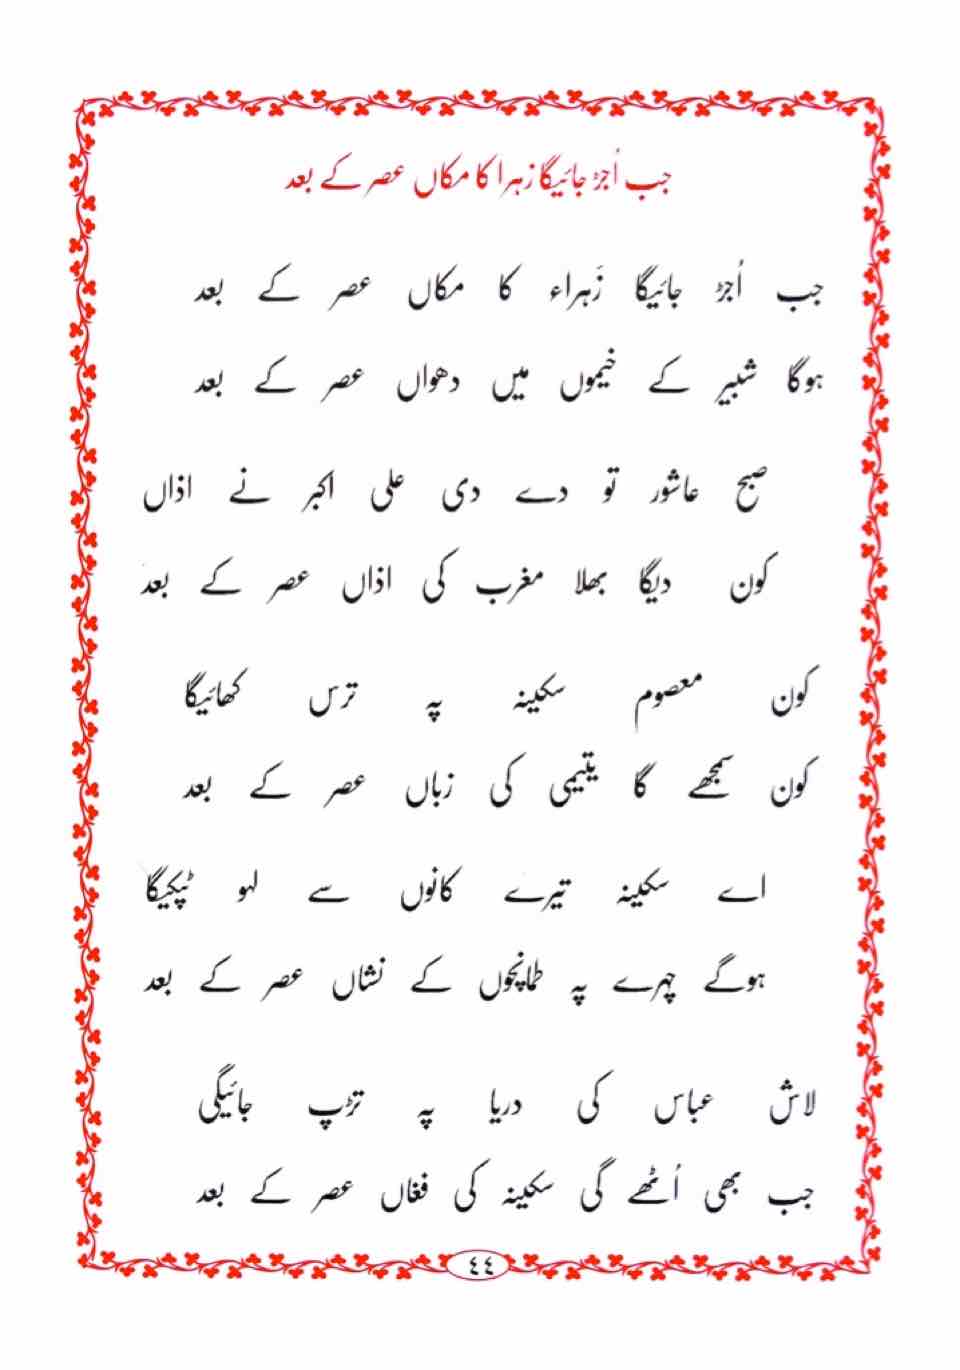 جب اُجڑ جائیگا زہرا کا مکاں عصر کے بعد
جب اُجڑ جائیگا زَہراء کا مکاں عصر کے بعد
ہوگا شبیر کے خیموں میں دھواں عصر کے بعد
صبح عاشور تو دے دی علی اکبر نے اذاں
کون دیگا بھلا مغرب کی اذاں عصر کے بعد
کون معصوم سکینہ پہ ترس کھائیگا
کون سمجھے گا یتیمی کی زباں عصر کے بعد
اے سکینہ تیرے کانوں سے لہو ٹپکیگا
ہوگے چہرے پہ طمانچوں کے نشاں عصر کے بعد
لاش عباس کی دریا پہ تڑپ جائیگی
جب بھی اُٹھے گی سکینہ کی فغاں عصر کے بعد
٤٤